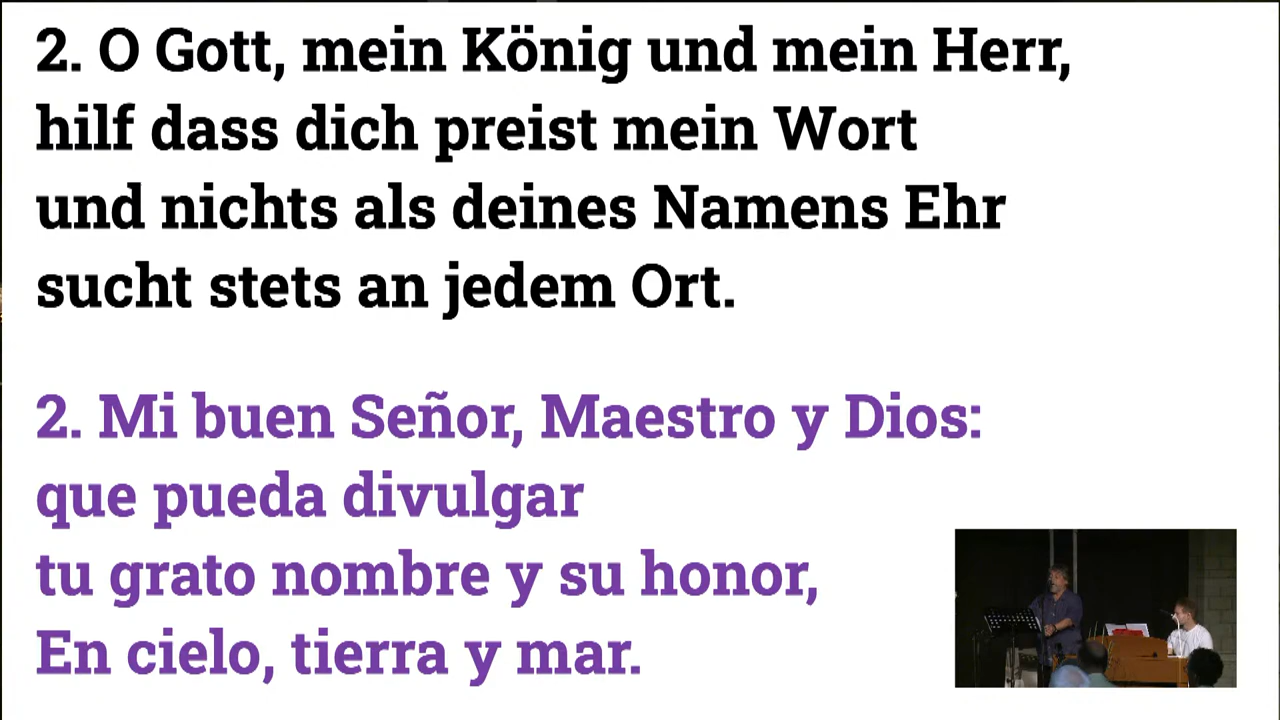 2. O Gott, mein König und mein Herr,
hilf dass dich preist mein Wort
und nichts als deines Namens Ehr
sucht stets an jedem Ort.
2. Mi buen Señor, Maestro y Dios:
que pueda divulgar
tu grato nombre y su honor,
En cielo, tierra y mar.